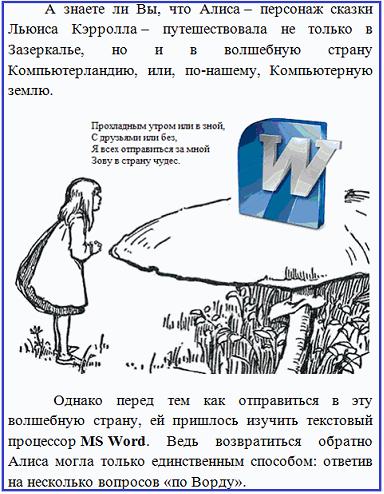 А знаете ли Вы, что Алиса – персонаж сказки
Льюиса Кэрролла – путешествовала не только в
Зазеркалье, но и в волшебную страну
Компьютерландию, или, по-нашему, Компьютерную
землю.
Прохладным утром или в зной,
С друзьями или без,
Я всех отправиться за мной
Зову в страну чудес.
W
Однако перед тем как отправиться в эту
волшебную страну, ей пришлось изучить текстовый
процессор MS Word. Ведь возвратиться обратно
Алиса могла только единственным способом: ответив
на несколько вопросов «по Ворду».